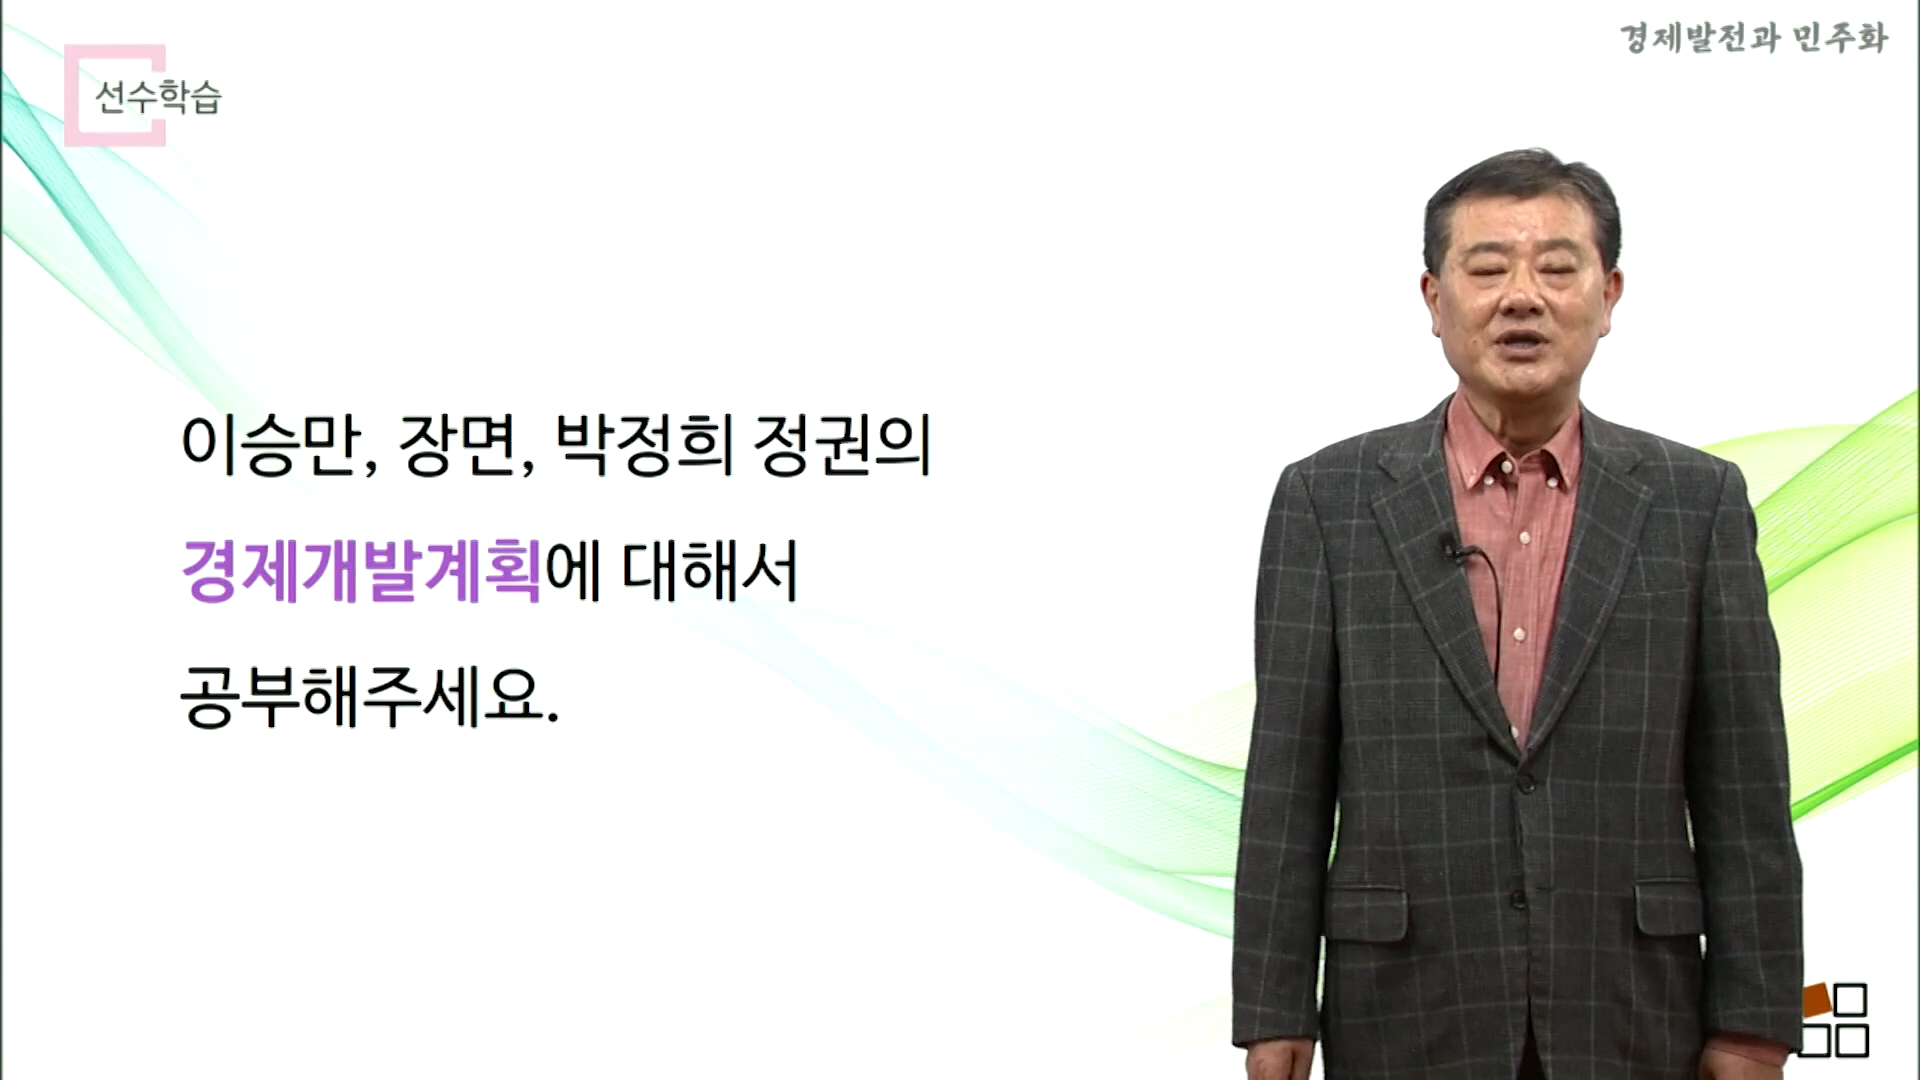 경제발전과 민주화
선수학습
이승만, 장면, 박정희 정권의
경제개발계획에 대해서
공부해주세요.